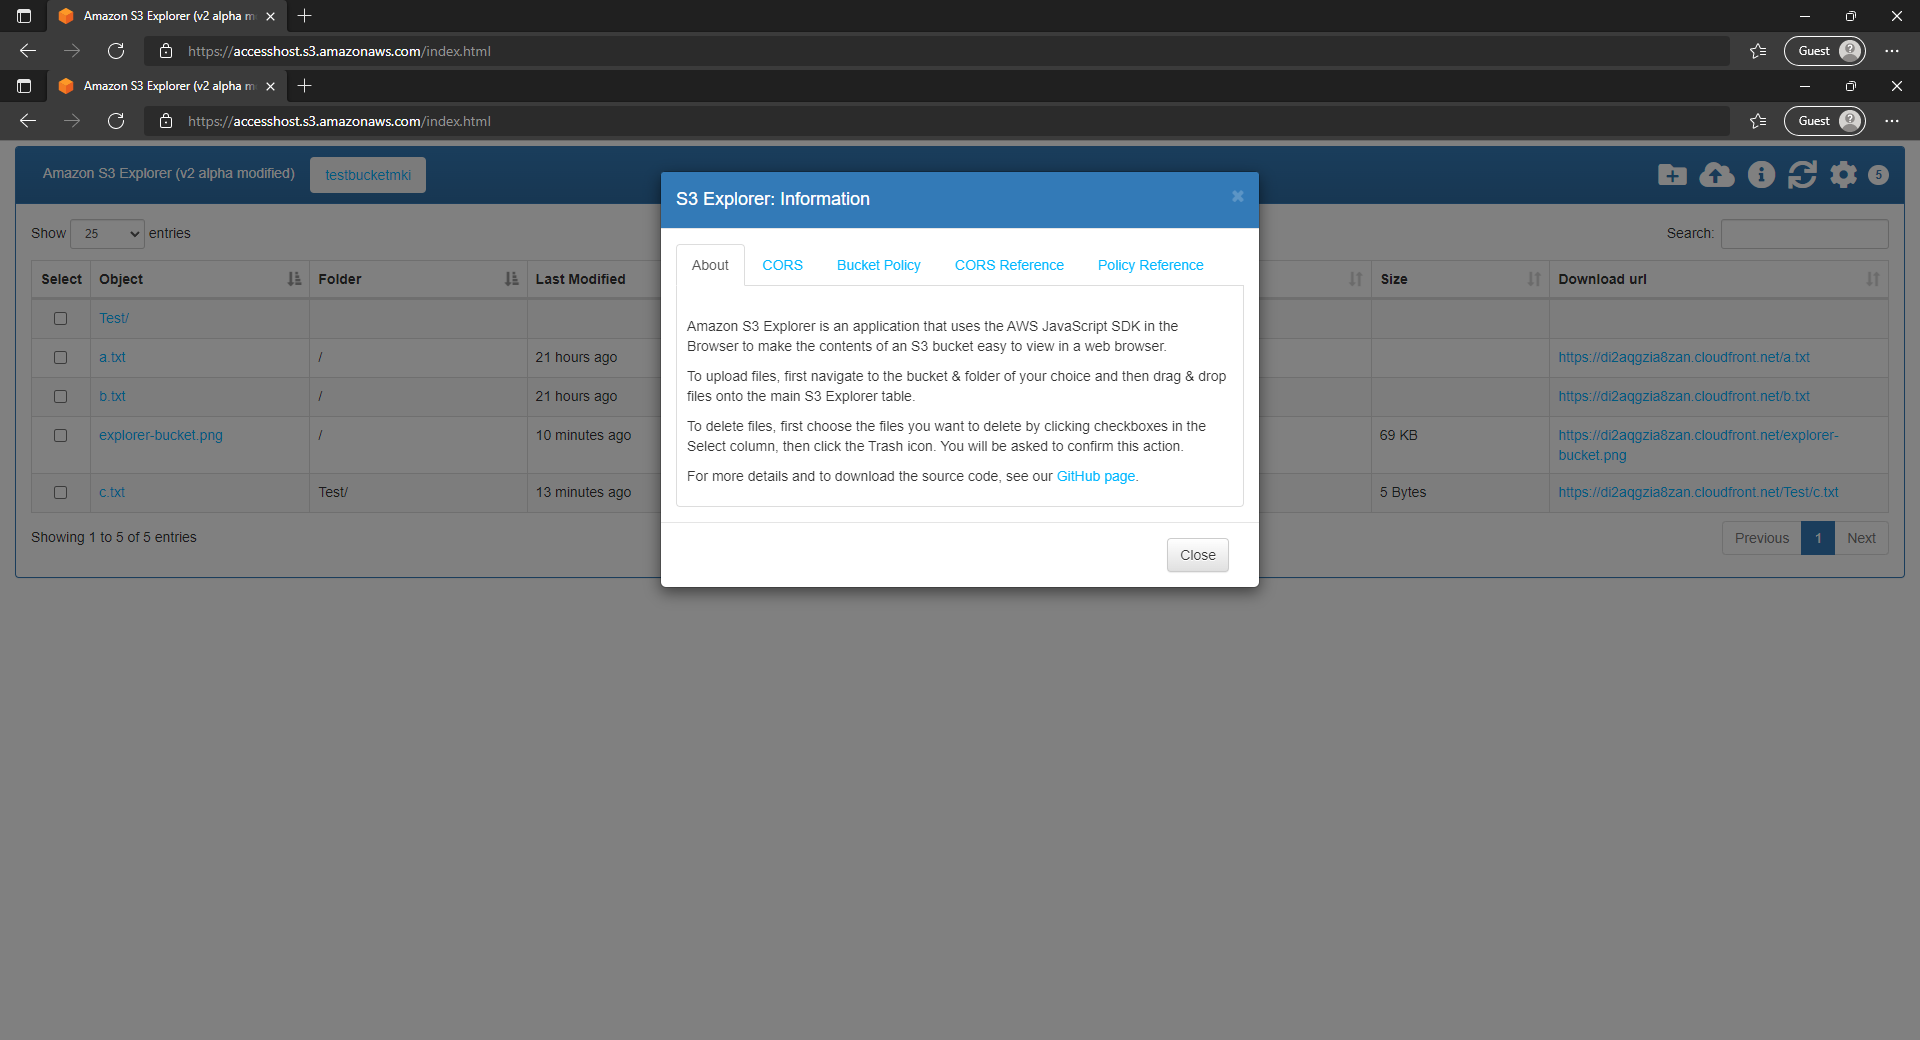 Amazon S3 Explorer (v2 alpha m
https://accesshost.s3.amazonaws.com/index.html
Guest
Amazon S3 Explorer (v2 alpha m
https://accesshost.s3.amazonaws.com/index.html
Guest
Amazon S3 Explorer (v2 alpha modified) testbucketmki 5
Show 25 entries Search:
Select Object Folder Last Modified Size Download url
Test/
a.txt / 21 hours ago https://di2aqgzia8zan.cloudfront.net/a.txt
b.txt / 21 hours ago https://di2aqgzia8zan.cloudfront.net/b.txt
explorer-bucket.png / 10 minutes ago 69 KB https://di2aqgzia8zan.cloudfront.net/explorer-
bucket.png
c.txt Test/ 13 minutes ago 5 Bytes https://di2aqgzia8zan.cloudfront.net/Test/c.txt
Showing 1 to 5 of 5 entries Previous 1 Next
S3 Explorer: Information
About CORS Bucket Policy CORS Reference Policy Reference
Amazon S3 Explorer is an application that uses the AWS JavaScript SDK in the
Browser to make the contents of an S3 bucket easy to view in a web browser.
To upload files, first navigate to the bucket & folder of your choice and then drag & drop
files onto the main S3 Explorer table.
To delete files, first choose the files you want to delete by clicking checkboxes in the
Select column, then click the Trash icon. You will be asked to confirm this action.
For more details and to download the source code, see our GitHub page.
Close